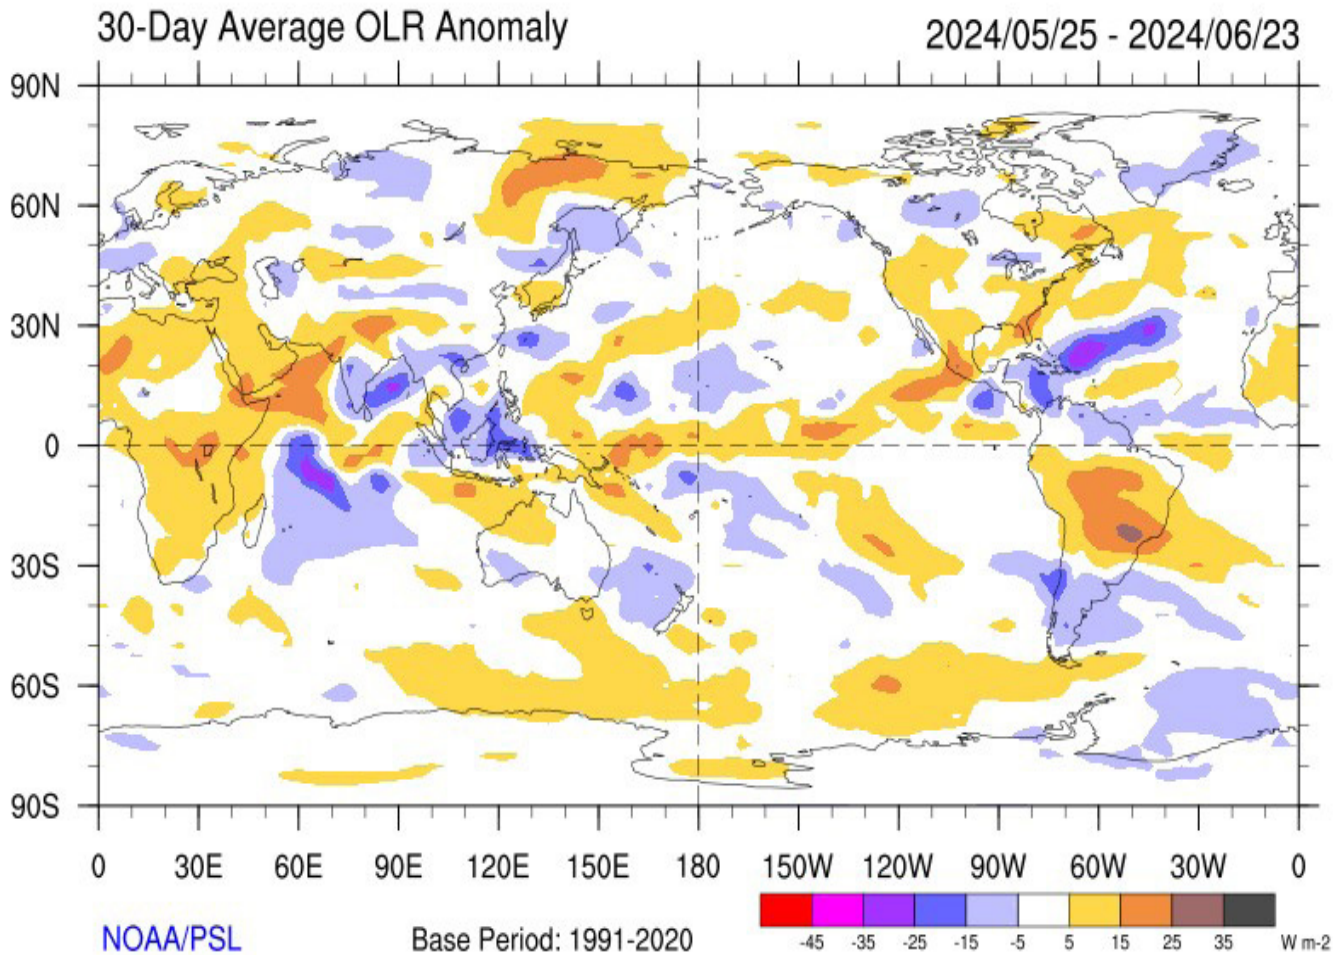 30-Day Average OLR Anomaly 2024/05/25 - 2024/06/23
90N
60N
30N
0
30S
60S
90S
0 30E 60E 90E 120E 150E 180 150W 120W 90W 60W 30W 0
-45 -35 -25 -15 -5 5 15 25 35 W m-2
NOAA/PSL Base Period: 1991-2020